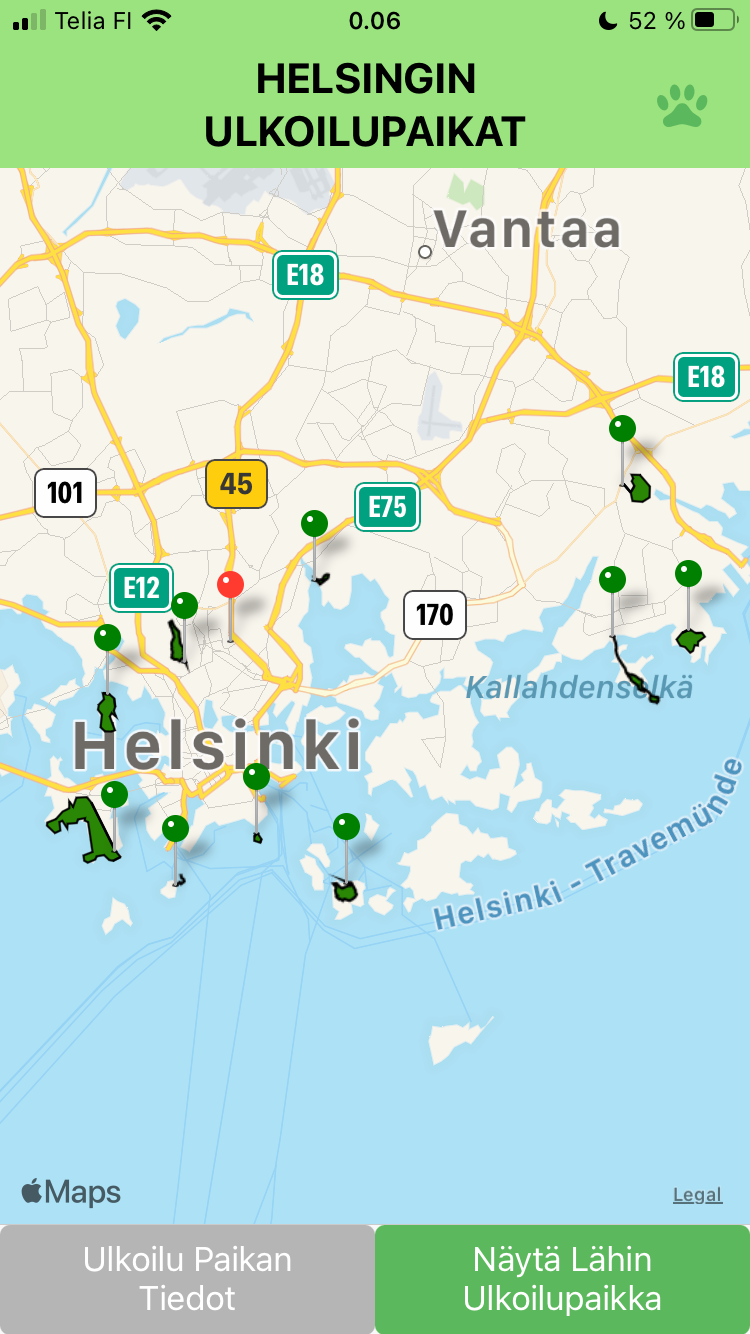 Telia FI
0.06
52 %
HELSINGIN
ULKOILUPAIKAT
Vantaa
E18
E18
45
101
E75
E12
170
Kallahdenselkä
Helsinki
Helsinki - Travemünde
Maps
Legal
Ulkoilu Paikan
Tiedot
Näytä Lähin
Ulkoilupaikka